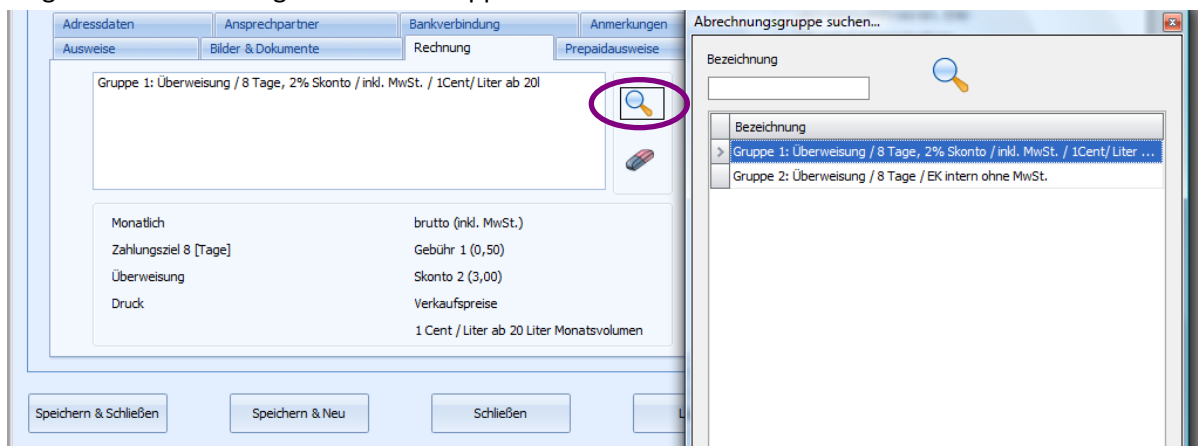 Adressdaten Ansprechpartner Bankverbindung Anmerkungen
Ausweise Bilder & Dokumente Rechnung Prepaidausweise
Gruppe 1: Überweisung / 8 Tage, 2% Skonto / inkl. MwSt. / 1Cent/ Liter ab 20l
Monatlich brutto (inkl. MwSt.)
Zahlungsziel 8 [Tage] Gebühr 1 (0,50)
Überweisung Skonto 2 (3,00)
Druck Verkaufspreise
1 Cent / Liter ab 20 Liter Monatsvolumen
Speichern & Schließen Speichern & Neu Schließen
Abrechnungsgruppe suchen...
Bezeichnung
Bezeichnung
Gruppe 1: Überweisung / 8 Tage, 2% Skonto / inkl. MwSt. / 1Cent/ Liter ...
Gruppe 2: Überweisung / 8 Tage / EK intern ohne MwSt.